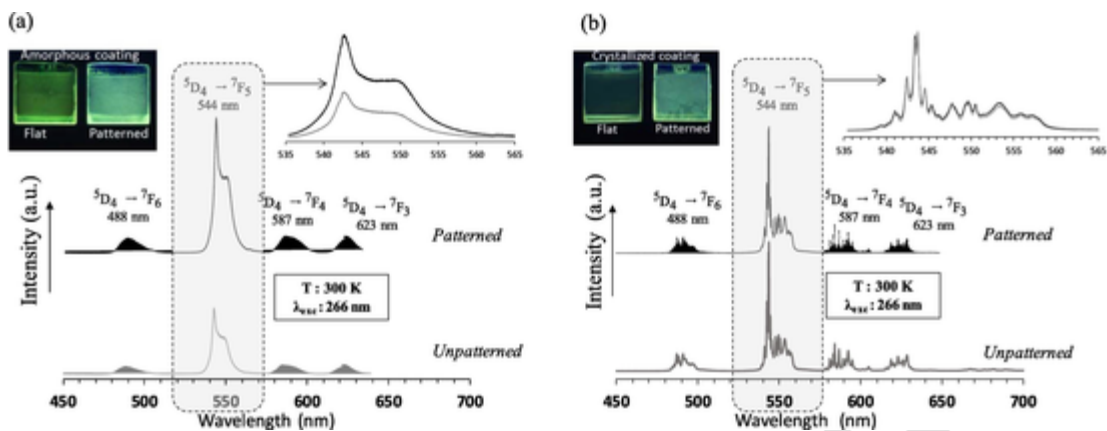 (a)
Amorphous coating
Flat Patterned
⁵D₄ → ⁷F₅
544 nm
535 540 545 550 555 560 565
⁵D₄ → ⁷F₆
488 nm
⁵D₄ → ⁷F₄
587 nm
⁵D₄ → ⁷F₃
623 nm
Patterned
T : 300 K
λexc : 266 nm
Unpatterned
Intensity (a.u.)
450 500 550 600 650 700
Wavelength (nm)
(b)
Crystallized coating
Flat Patterned
⁵D₄ → ⁷F₅
544 nm
535 540 545 550 555 560 565
⁵D₄ → ⁷F₆
488 nm
⁵D₄ → ⁷F₄
587 nm
⁵D₄ → ⁷F₃
623 nm
Patterned
T : 300 K
λexc : 266 nm
Unpatterned
Intensity (a.u.)
450 500 550 600 650 700
Wavelength (nm)